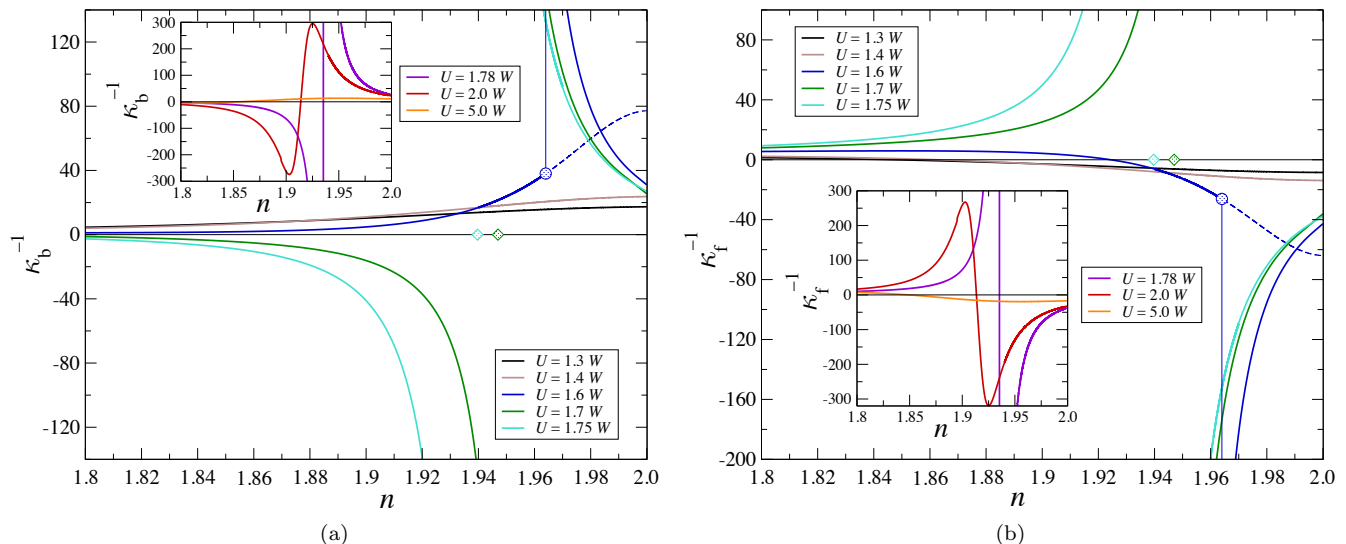 120
80
40
0
-40
-80
-120
κ_b^{-1}
1.8 1.82 1.84 1.86 1.88 1.9 1.92 1.94 1.96 1.98 2.0
n
300
200
100
0
-100
-200
-300
κ_b^{-1}
1.8 1.85 1.9 1.95 2.0
n
U = 1.78 W
U = 2.0 W
U = 5.0 W
U = 1.3 W
U = 1.4 W
U = 1.6 W
U = 1.7 W
U = 1.75 W
(a)
80
40
0
-40
-80
-120
-160
-200
κ_f^{-1}
1.8 1.82 1.84 1.86 1.88 1.9 1.92 1.94 1.96 1.98 2.0
n
U = 1.3 W
U = 1.4 W
U = 1.6 W
U = 1.7 W
U = 1.75 W
300
200
100
0
-100
-200
-300
κ_f^{-1}
1.8 1.85 1.9 1.95 2.0
n
U = 1.78 W
U = 2.0 W
U = 5.0 W
(b)